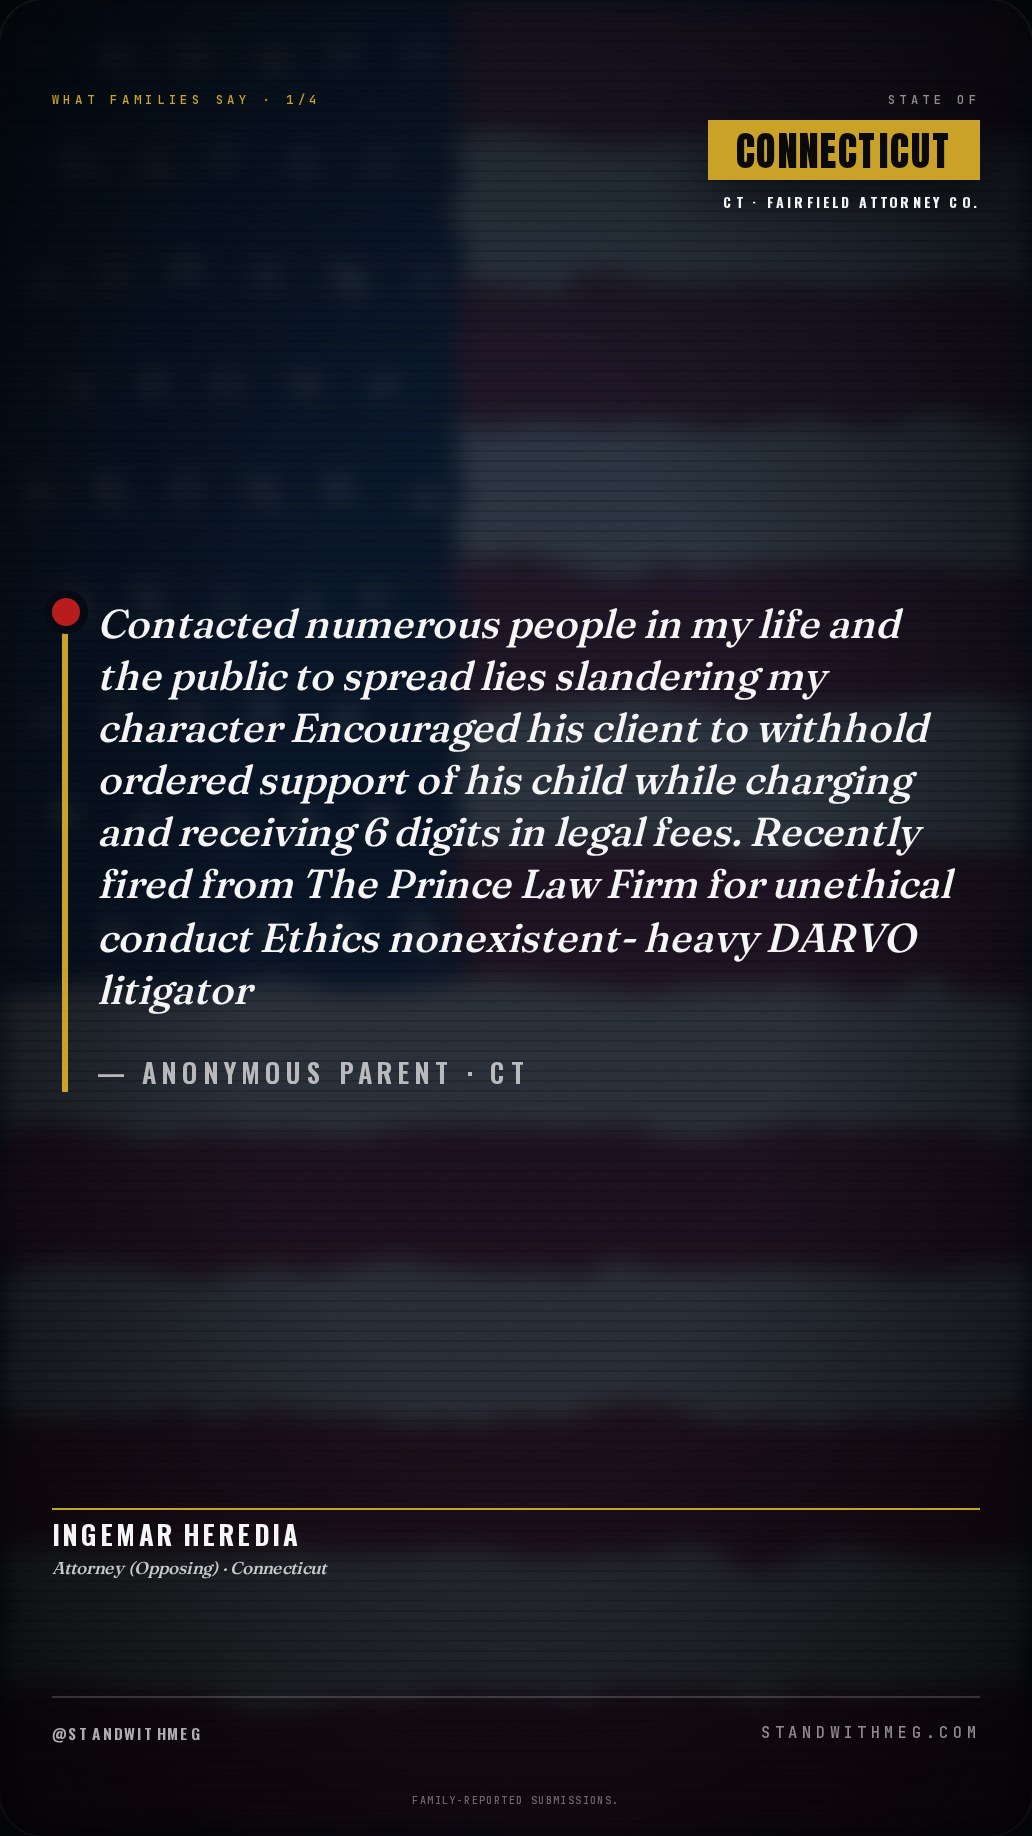 WHAT FAMILIES SAY · 1/4
STATE OF
CONNECTICUT
CT · FAIRFIELD ATTORNEY CO.
Contacted numerous people in my life and
the public to spread lies slandering my
character Encouraged his client to withhold
ordered support of his child while charging
and receiving 6 digits in legal fees. Recently
fired from The Prince Law Firm for unethical
conduct Ethics nonexistent- heavy DARVO
litigator
— ANONYMOUS PARENT · CT
INGEMAR HEREDIA
Attorney (Opposing) · Connecticut
@STANDWITHMEG
STANDWITHMEG.COM
FAMILY-REPORTED SUBMISSIONS.